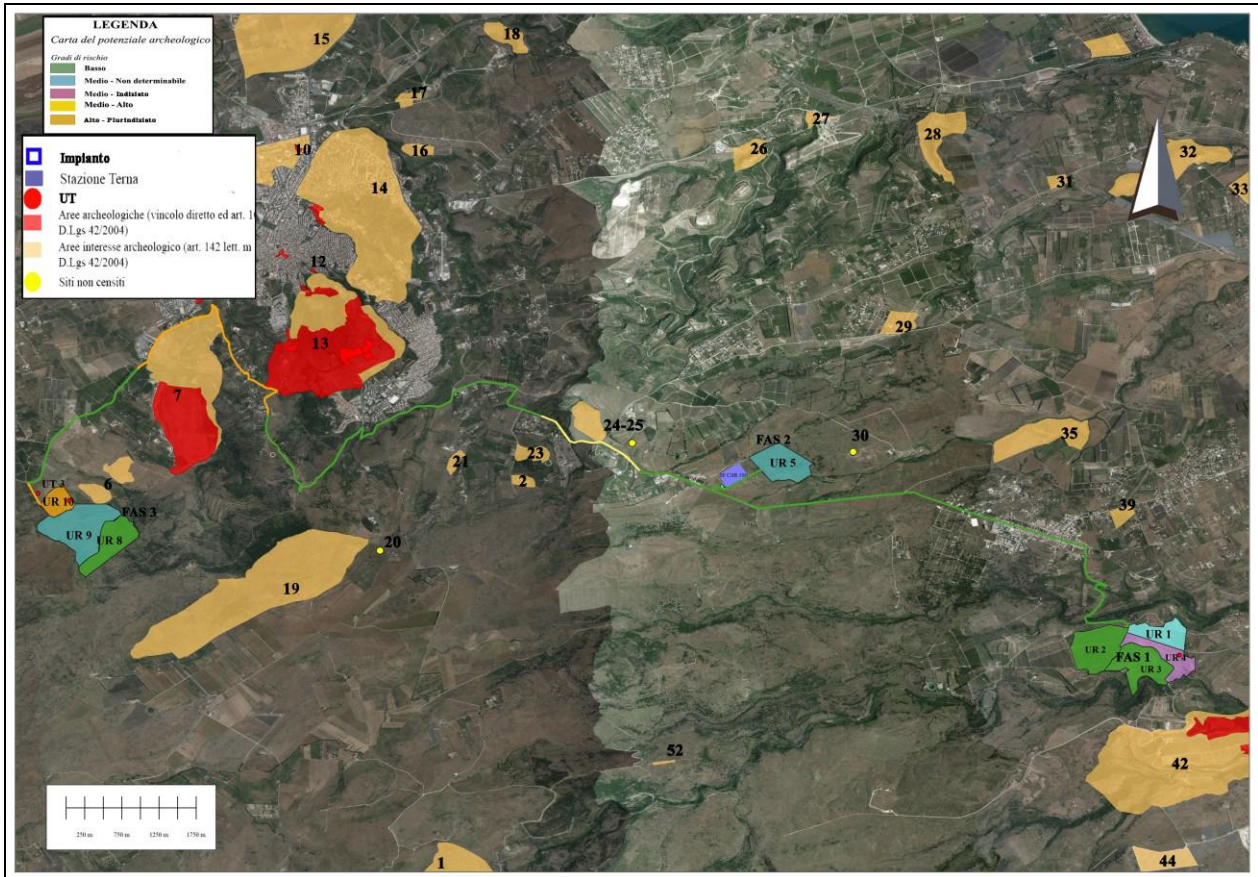 LEGENDA
Carta del potenziale archeologico
Gradi di rischio
Basso
Medio - Non determinabile
Medio - Indiziato
Medio - Alto
Alto - Plurindiziato
Implanto
Stazione Terna
UT
Aree archeologiche (vincolo diretto ed art. 1
D.Lgs 42/2004)
Aree interesse archeologico (art. 142 lett. m
D.Lgs 42/2004)
Siti non censiti
15
18
17
10
16
14
12
13
7
27
26
28
31
32
33
29
24-25
FAS 2
UR 5
30
35
21
23
2
39
UT 3
6
UR 10
FAS 3
UR 9
UR 8
20
19
UR 1
UR 2
FAS 1
UR 4
UR 3
52
42
1
44
250 m
750 m
1250 m
1750 m